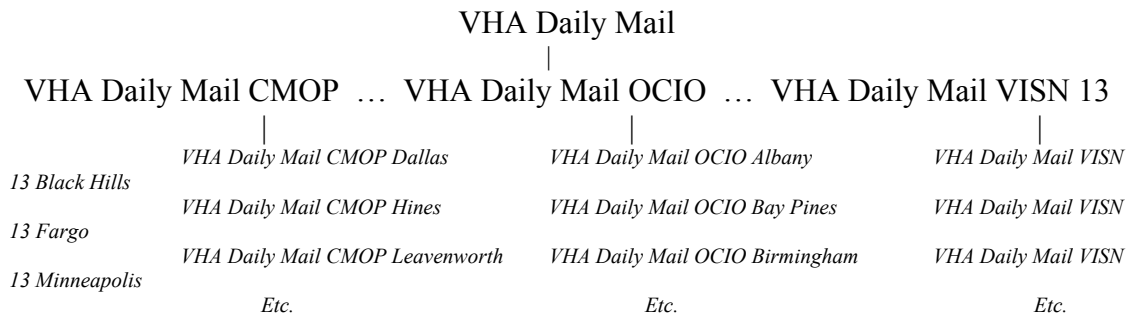 VHA Daily Mail
|
VHA Daily Mail CMOP … VHA Daily Mail OCIO … VHA Daily Mail VISN 13
| | |
VHA Daily Mail CMOP Dallas VHA Daily Mail OCIO Albany VHA Daily Mail VISN
13 Black Hills
VHA Daily Mail CMOP Hines VHA Daily Mail OCIO Bay Pines VHA Daily Mail VISN
13 Fargo
VHA Daily Mail CMOP Leavenworth VHA Daily Mail OCIO Birmingham VHA Daily Mail VISN
13 Minneapolis
Etc. Etc. Etc.